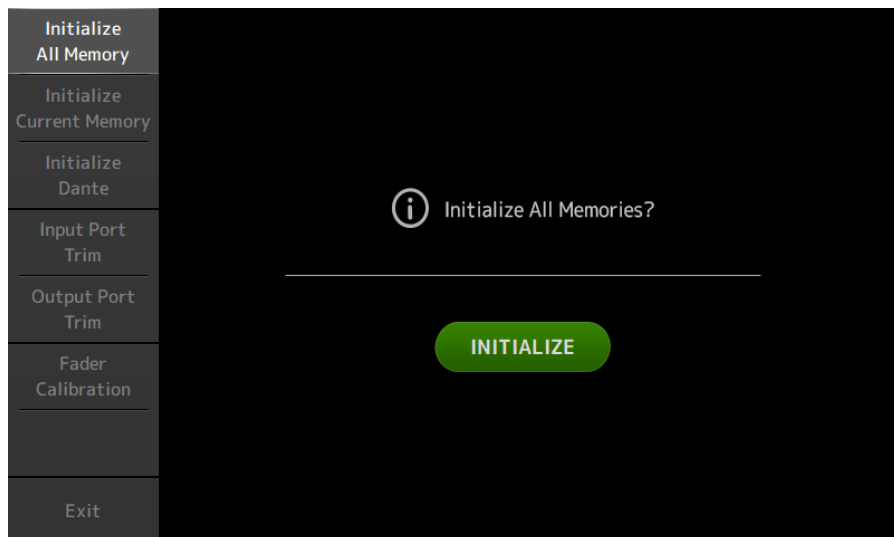 Initialize
All Memory
Initialize
Current Memory
Initialize
Dante
Input Port
Trim
Output Port
Trim
Fader
Calibration
Exit
Initialize All Memories?
INITIALIZE